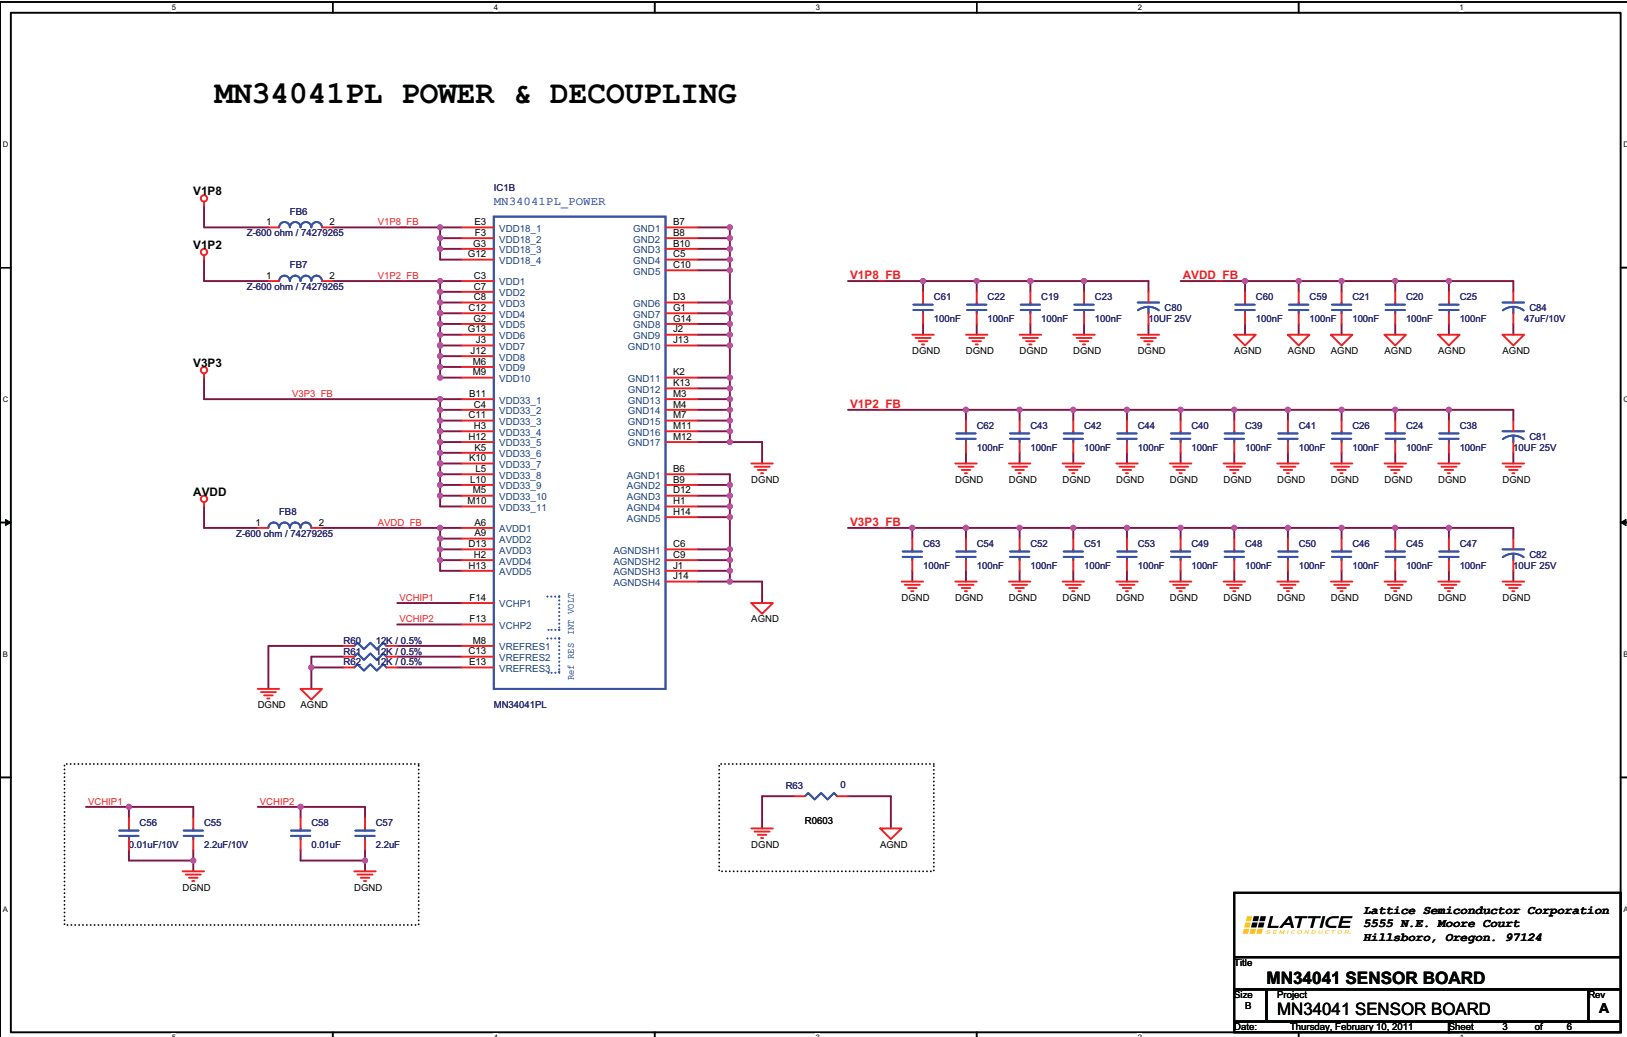 5 4 3 2 1
MN34041PL POWER & DECOUPLING
D D
V1P8
FB6
1 2 V1P8_FB
Z-600 ohm / 74279265
V1P2
FB7
1 2 V1P2_FB
Z-600 ohm / 74279265
V3P3
V3P3_FB
AVDD
FB8
1 2 AVDD_FB
Z-600 ohm / 74279265
IC1B
MN34041PL_POWER
E3 VDD18_1
F3 VDD18_2
G3 VDD18_3
G12 VDD18_4
C3 VDD1
C7 VDD2
C8 VDD3
C12 VDD4
G2 VDD5
G13 VDD6
J3 VDD7
J12 VDD8
M6 VDD9
M9 VDD10
B11 VDD33_1
C4 VDD33_2
C11 VDD33_3
H3 VDD33_4
H12 VDD33_5
K5 VDD33_6
K10 VDD33_7
L5 VDD33_8
L10 VDD33_9
M5 VDD33_10
M10 VDD33_11
A6 AVDD1
A9 AVDD2
D13 AVDD3
H2 AVDD4
H13 AVDD5
VCHIP1 F14 VCHP1
VCHIP2 F13 VCHP2
INT VOLT
R60 12K / 0.5% M8 VREFRES1
R61 12K / 0.5% C13 VREFRES2
R62 12K / 0.5% E13 VREFRES3
Ref RES
DGND AGND
MN34041PL
GND1 B7
GND2 B8
GND3 B10
GND4 C5
GND5 C10
GND6 D3
GND7 G1
GND8 G14
GND9 J2
GND10 J13
GND11 K2
GND12 K13
GND13 M3
GND14 M4
GND15 M7
GND16 M11
GND17 M12
DGND
AGND1 B6
AGND2 B9
AGND3 D12
AGND4 H1
AGND5 H14
AGNDSH1 C6
AGNDSH2 C9
AGNDSH3 J1
AGNDSH4 J14
AGND
V1P8_FB
C61 C22 C19 C23 C80
100nF 100nF 100nF 100nF 10UF 25V
DGND DGND DGND DGND DGND
AVDD_FB
C60 C59 C21 C20 C25 C84
100nF 100nF 100nF 100nF 100nF 47uF/10V
AGND AGND AGND AGND AGND AGND
C C
V1P2_FB
C62 C43 C42 C44 C40 C39 C41 C26 C24 C38 C81
100nF 100nF 100nF 100nF 100nF 100nF 100nF 100nF 100nF 100nF 10UF 25V
DGND DGND DGND DGND DGND DGND DGND DGND DGND DGND DGND
V3P3_FB
C63 C54 C52 C51 C53 C49 C48 C50 C46 C45 C47 C82
100nF 100nF 100nF 100nF 100nF 100nF 100nF 100nF 100nF 100nF 100nF 10UF 25V
DGND DGND DGND DGND DGND DGND DGND DGND DGND DGND DGND DGND
B B
VCHIP1
C56 C55
0.01uF/10V 2.2uF/10V
DGND
VCHIP2
C58 C57
0.01uF 2.2uF
DGND
R63 0
R0603
DGND AGND
A A
LATTICE
SEMICONDUCTOR
Lattice Semiconductor Corporation
5555 N.E. Moore Court
Hillsboro, Oregon. 97124
Title
MN34041 SENSOR BOARD
Size Project Rev
B MN34041 SENSOR BOARD A
Date: Thursday, February 10, 2011 Sheet 3 of 6
5 4 3 2 1